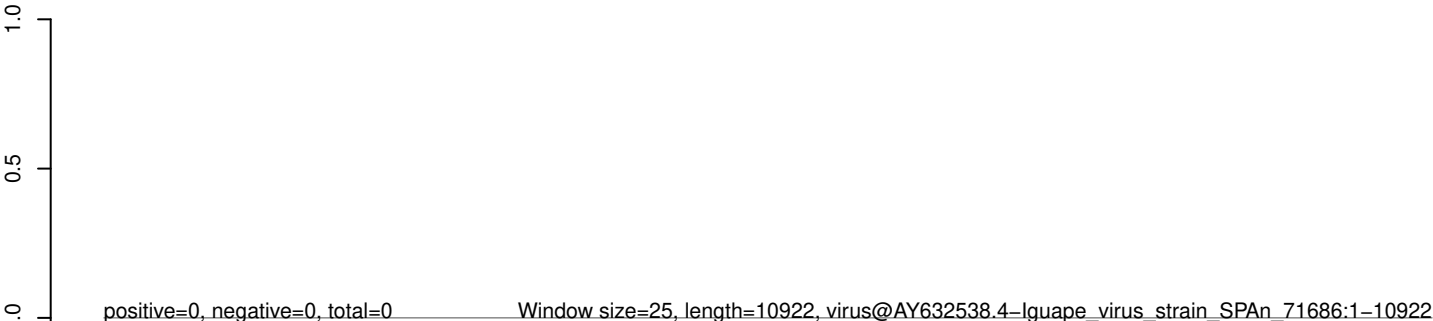 1.0
0.5
.0
positive=0, negative=0, total=0 Window size=25, length=10922, virus@AY632538.4−Iguape_virus_strain_SPAn_71686:1−10922